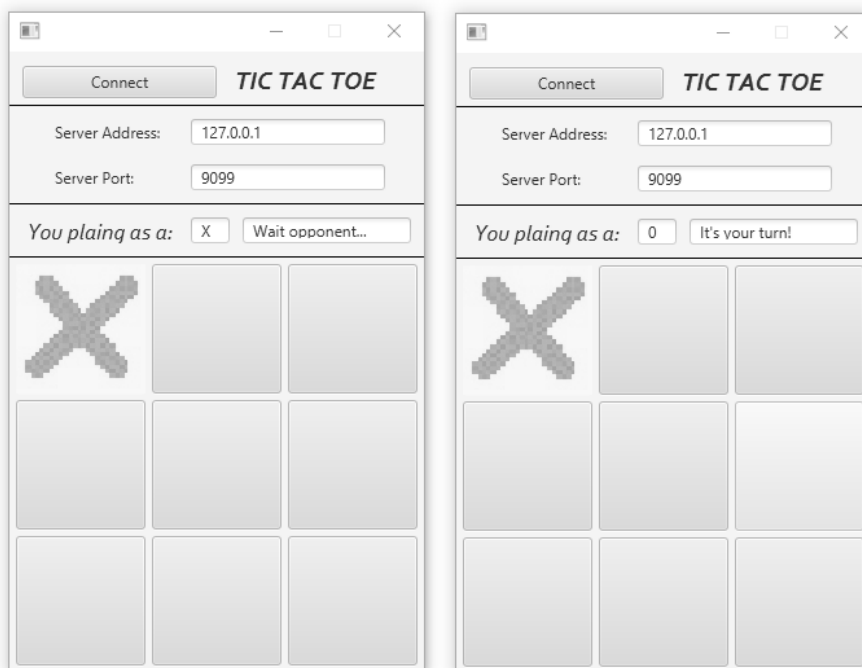 Connect TIC TAC TOE
Server Address: 127.0.0.1
Server Port: 9099
You plaing as a: X Wait opponent...
Connect TIC TAC TOE
Server Address: 127.0.0.1
Server Port: 9099
You plaing as a: 0 It's your turn!